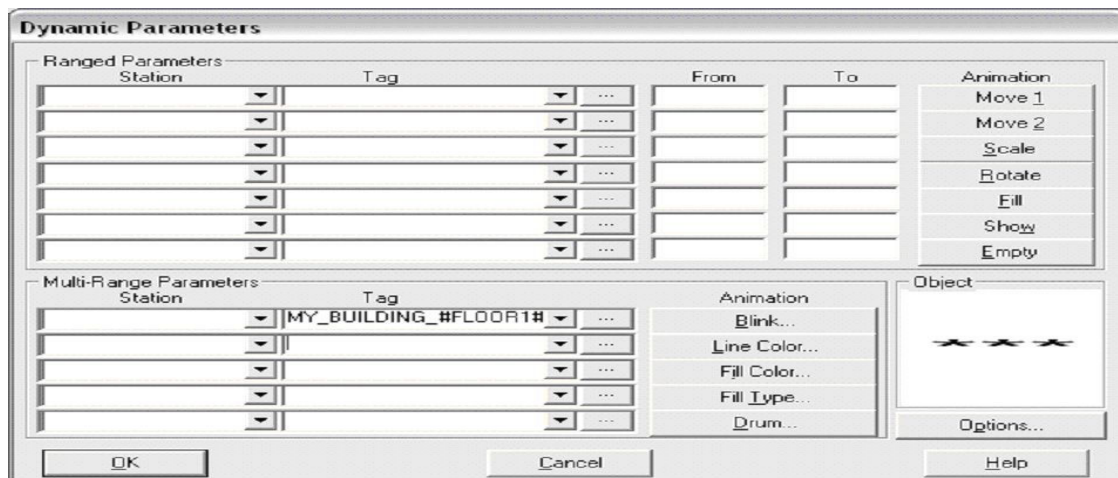 Dynamic Parameters
Ranged Parameters
Station Tag From To Animation
... Move 1
... Move 2
... Scale
... Rotate
... Fill
... Show
... Empty
Multi-Range Parameters Object
Station Tag Animation
MY_BUILDING_#FLOOR1# ... Blink...
... Line Color...
... Fill Color...
... Fill Type...
... Drum...
***
Options...
OK Cancel Help